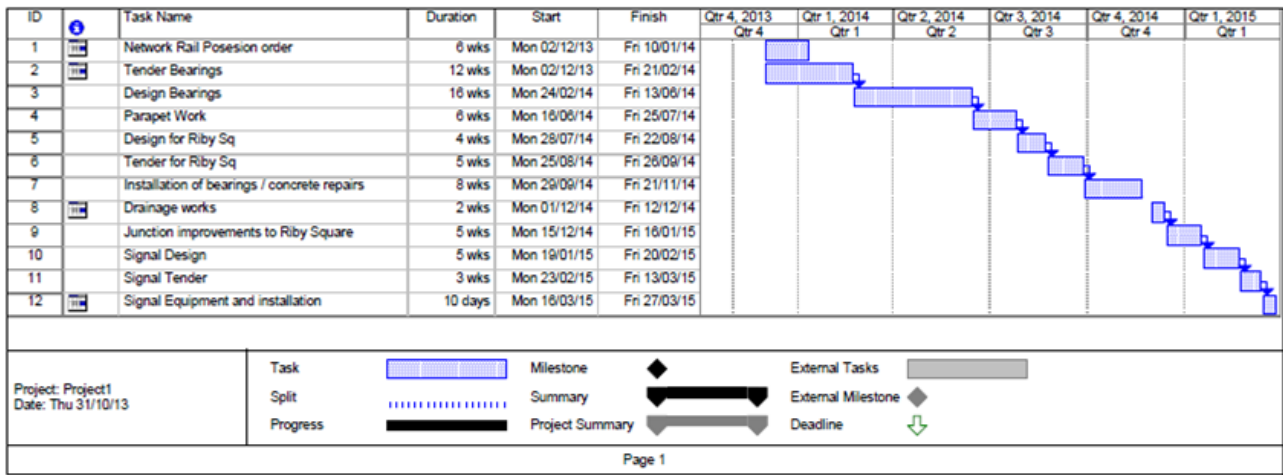 ID Task Name Duration Start Finish Qtr 4, 2013 Qtr 1, 2014 Qtr 2, 2014 Qtr 3, 2014 Qtr 4, 2014 Qtr 1, 2015
Qtr 4 Qtr 1 Qtr 2 Qtr 3 Qtr 4 Qtr 1
1 Network Rail Posesion order 6 wks Mon 02/12/13 Fri 10/01/14
2 Tender Bearings 12 wks Mon 02/12/13 Fri 21/02/14
3 Design Bearings 16 wks Mon 24/02/14 Fri 13/06/14
4 Parapet Work 6 wks Mon 16/06/14 Fri 25/07/14
5 Design for Riby Sq 4 wks Mon 28/07/14 Fri 22/08/14
6 Tender for Riby Sq 5 wks Mon 25/08/14 Fri 26/09/14
7 Installation of bearings / concrete repairs 8 wks Mon 29/09/14 Fri 21/11/14
8 Drainage works 2 wks Mon 01/12/14 Fri 12/12/14
9 Junction improvements to Riby Square 5 wks Mon 15/12/14 Fri 16/01/15
10 Signal Design 5 wks Mon 19/01/15 Fri 20/02/15
11 Signal Tender 3 wks Mon 23/02/15 Fri 13/03/15
12 Signal Equipment and installation 10 days Mon 16/03/15 Fri 27/03/15
Project: Project1
Date: Thu 31/10/13
Task Milestone External Tasks
Split Summary External Milestone
Progress Project Summary Deadline
Page 1